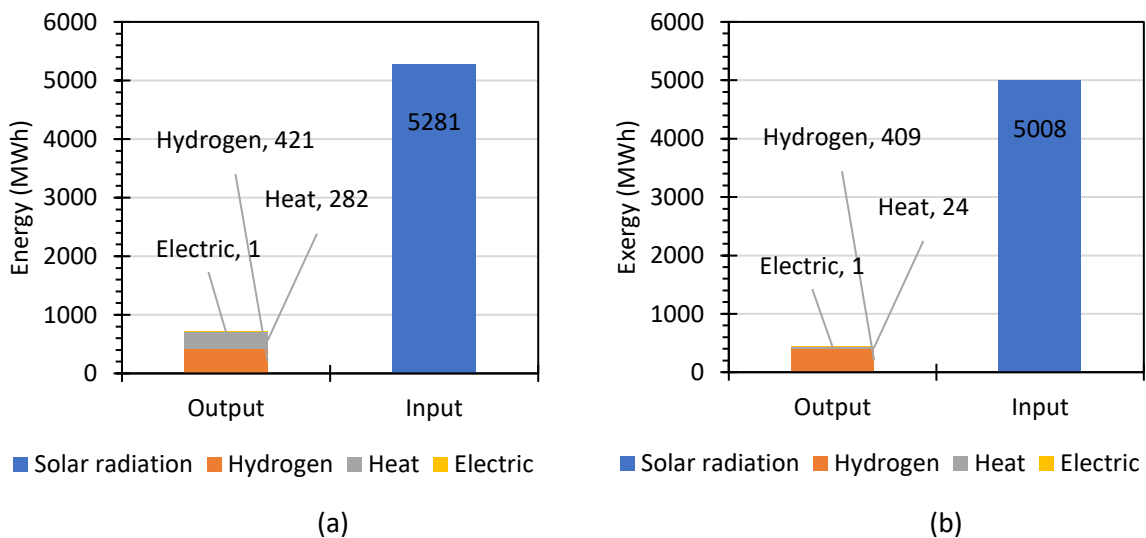 Energy (MWh)
6000
5000
4000
3000
2000
1000
0
Hydrogen, 421
Heat, 282
Electric, 1
5281
Output
Input
Solar radiation Hydrogen Heat Electric
(a)
Exergy (MWh)
6000
5000
4000
3000
2000
1000
0
Hydrogen, 409
Heat, 24
Electric, 1
5008
Output
Input
Solar radiation Hydrogen Heat Electric
(b)